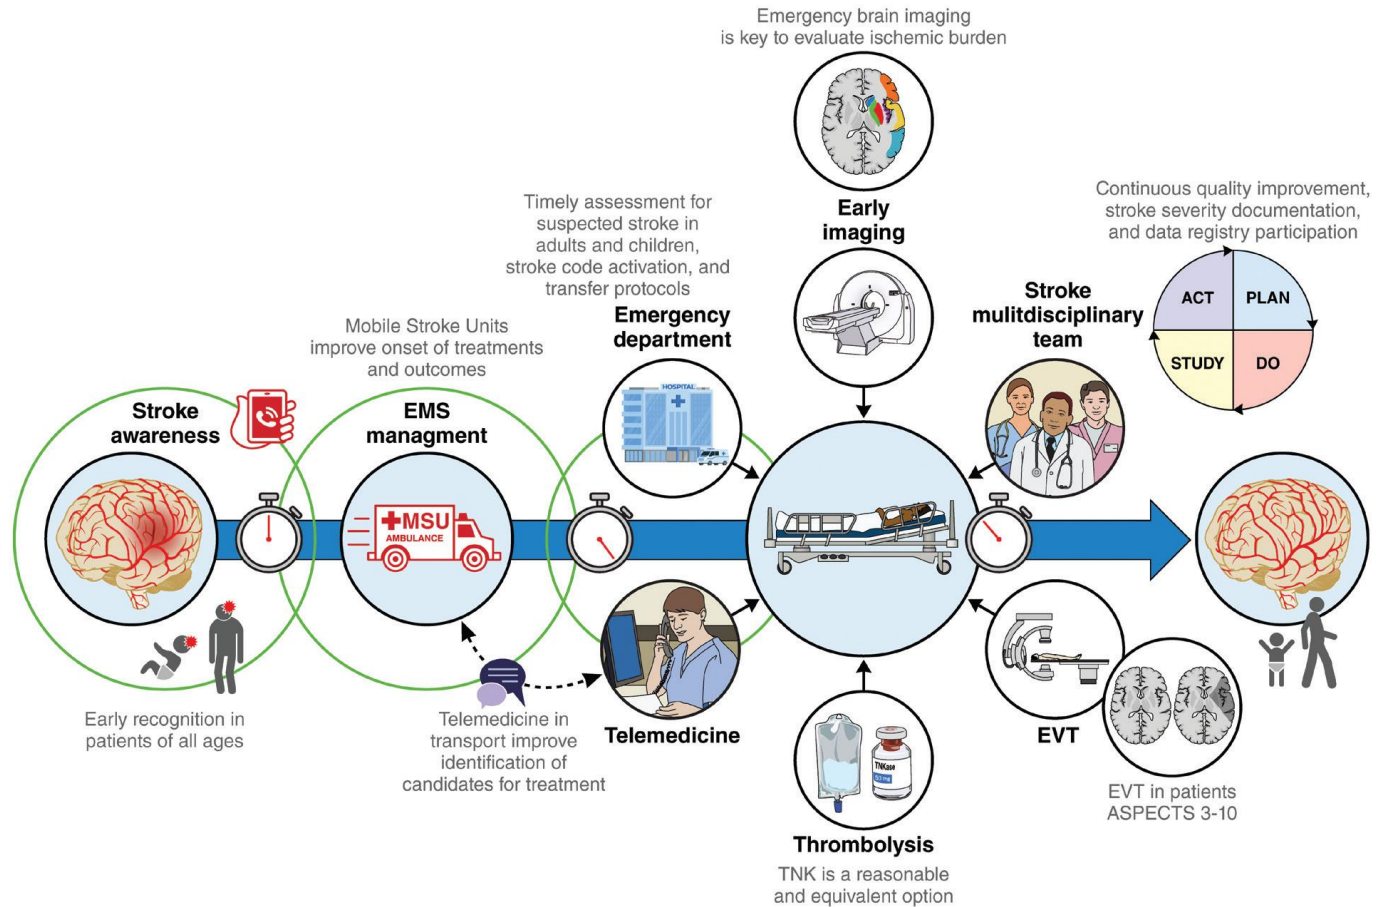 Emergency brain imaging
is key to evaluate ischemic burden
Early
imaging
Timely assessment for
suspected stroke in
adults and children,
stroke code activation, and
transfer protocols
Emergency
department
HOSPITAL
Continuous quality improvement,
stroke severity documentation,
and data registry participation
ACT
PLAN
STUDY
DO
Stroke
mulitdisciplinary
team
Mobile Stroke Units
improve onset of treatments
and outcomes
EMS
managment
MSU
AMBULANCE
Stroke
awareness
Early recognition in
patients of all ages
Telemedicine in
transport improve
identification of
candidates for treatment
Telemedicine
TNKase
50 mg
Thrombolysis
TNK is a reasonable
and equivalent option
EVT
EVT in patients
ASPECTS 3-10